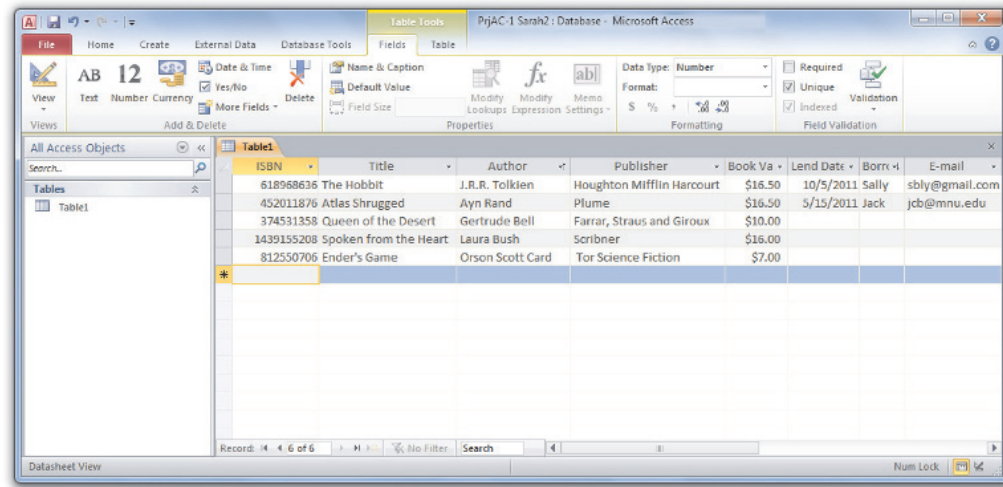 Table Tools PrjAC-1 Sarah2 : Database - Microsoft Access
File Home Create External Data Database Tools Fields Table
View
Views
AB Text
12 Number
Currency
Date & Time
Yes/No
More Fields
Delete
Add & Delete
Name & Caption
Default Value
Field Size
Modify Lookups
fx Modify Expression
ab Memo Settings
Properties
Data Type: Number
Format:
$ % , .00 .00
Formatting
Required
Unique
Indexed
Validation
Field Validation
All Access Objects
Search...
Tables
Table1
Table1
ISBN Title Author Publisher Book Va Lend Date Borro E-mail
618968636 The Hobbit J.R.R. Tolkien Houghton Mifflin Harcourt $16.50 10/5/2011 Sally sbly@gmail.com
452011876 Atlas Shrugged Ayn Rand Plume $16.50 5/15/2011 Jack jcb@mnu.edu
374531358 Queen of the Desert Gertrude Bell Farrar, Straus and Giroux $10.00
1439155208 Spoken from the Heart Laura Bush Scribner $16.00
812550706 Ender's Game Orson Scott Card Tor Science Fiction $7.00
Record: 6 of 6 No Filter Search
Datasheet View Num Lock